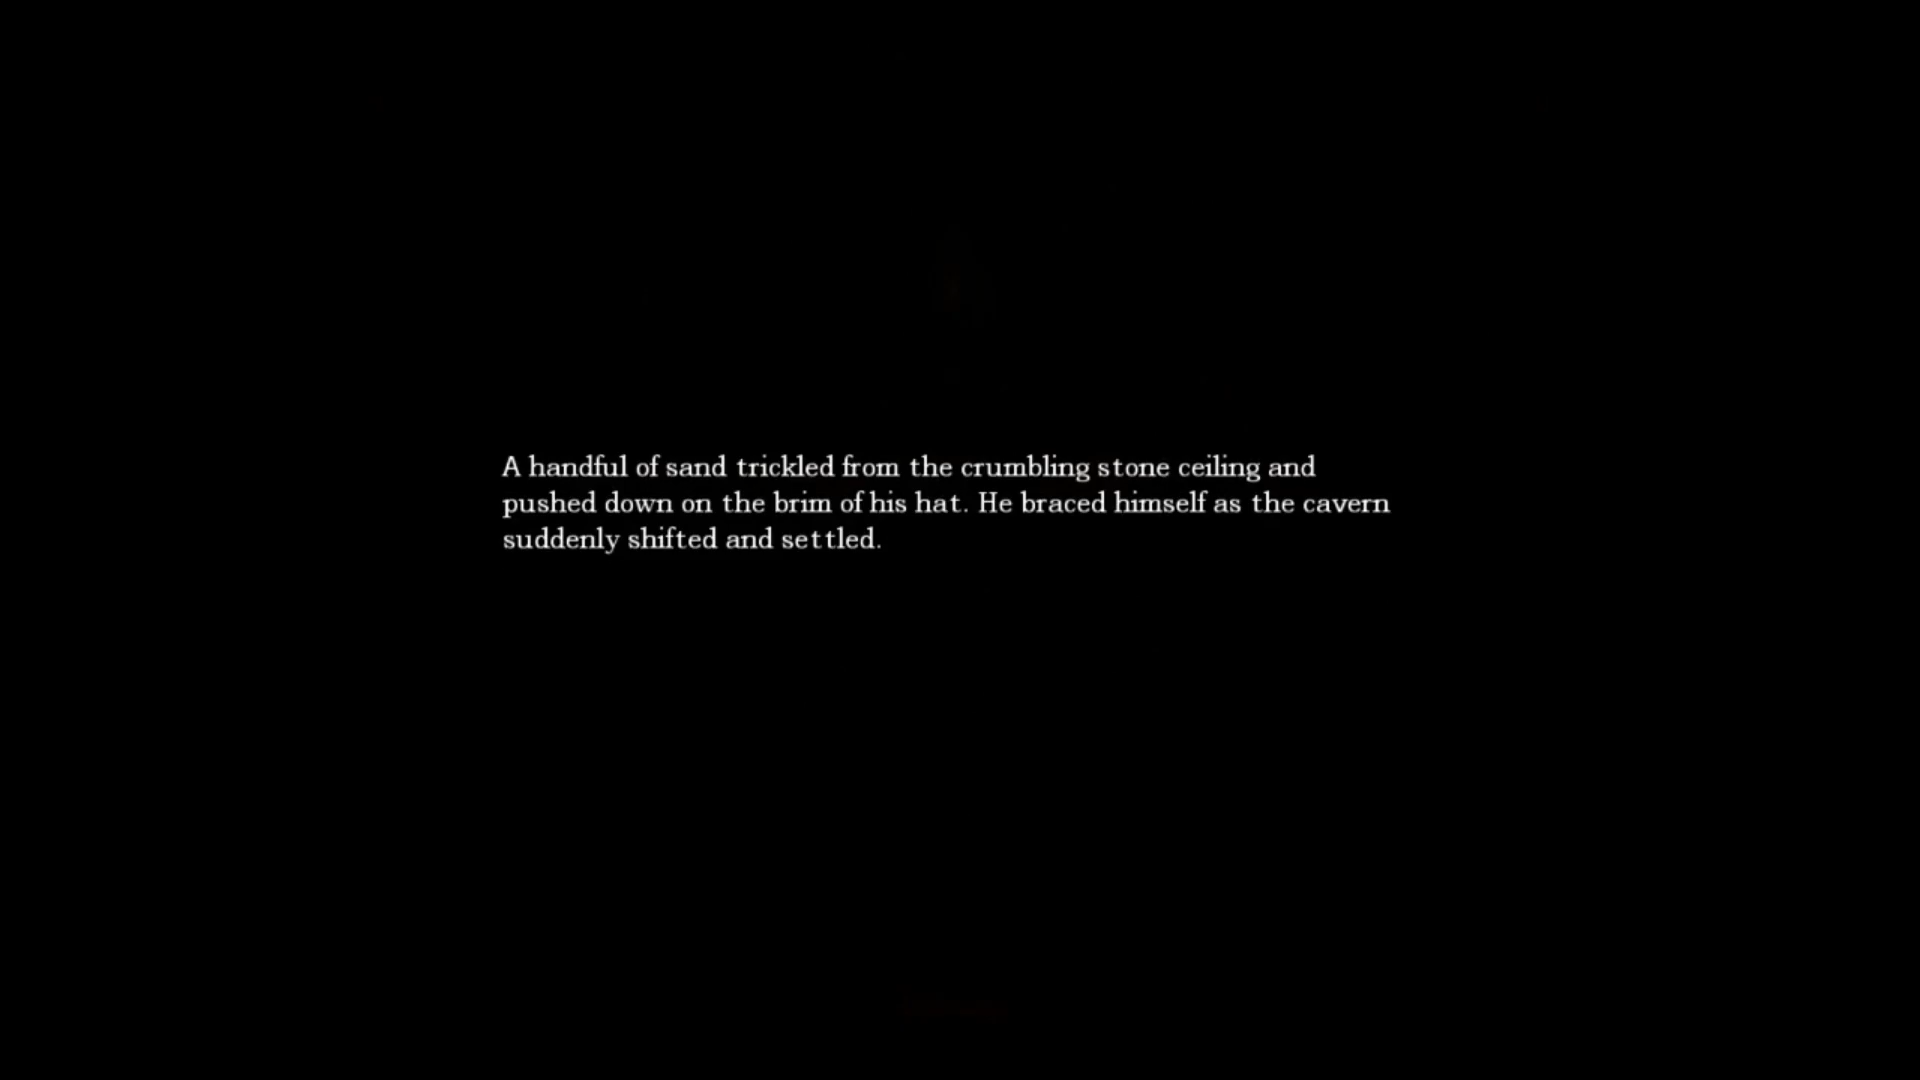 A handful of sand trickled from the crumbling stone ceiling and
pushed down on the brim of his hat. He braced himself as the cavern
suddenly shifted and settled.